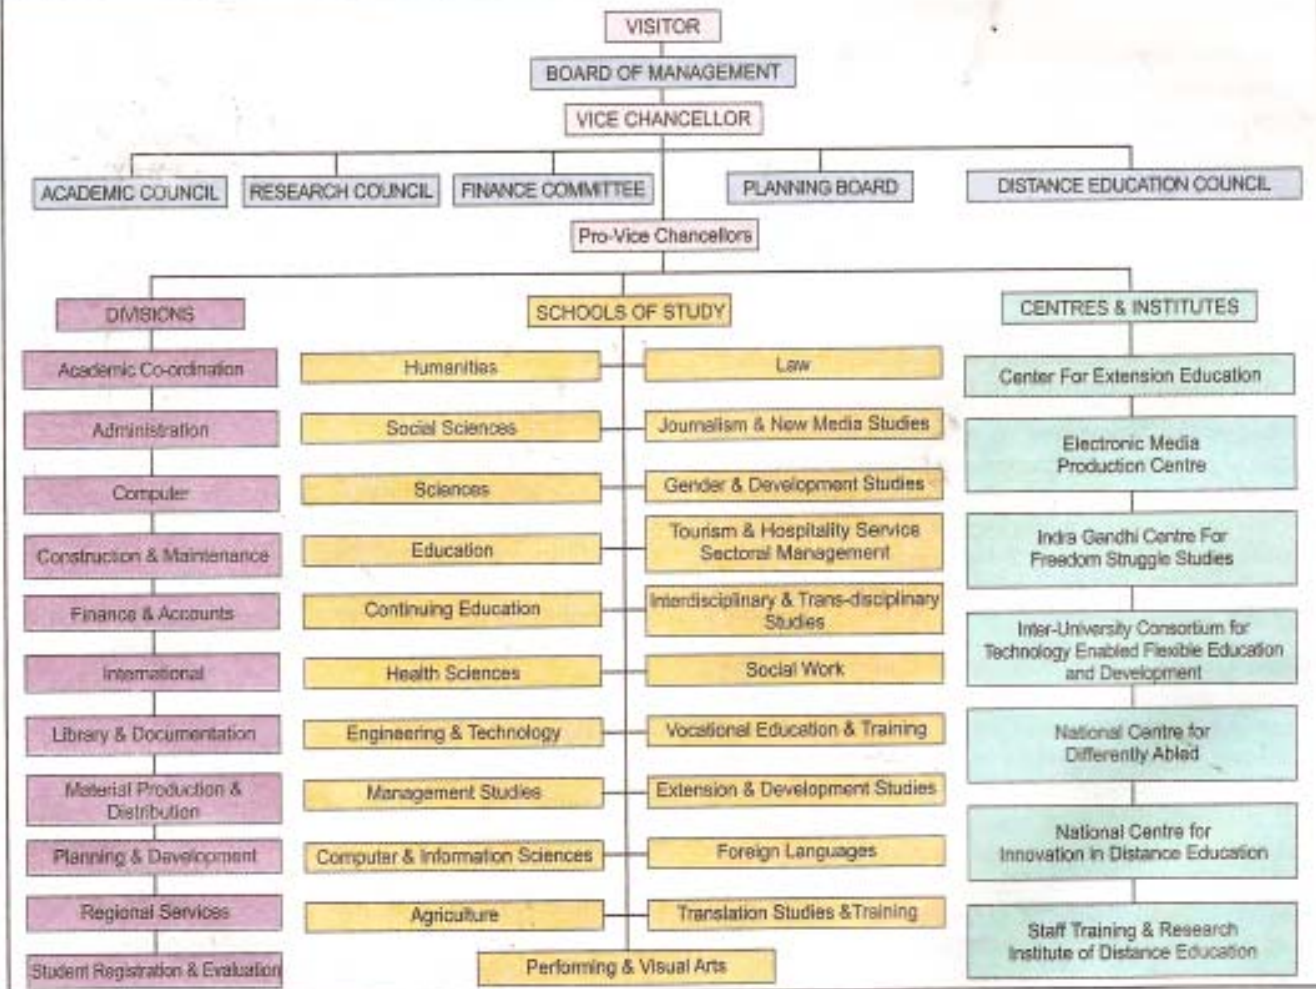 VISITOR
BOARD OF MANAGEMENT
VICE CHANCELLOR
ACADEMIC COUNCIL
RESEARCH COUNCIL
FINANCE COMMITTEE
PLANNING BOARD
DISTANCE EDUCATION COUNCIL
Pro-Vice Chancellors
DIVISIONS
Academic Co-ordination
Administration
Computer
Construction & Maintenance
Finance & Accounts
International
Library & Documentation
Material Production &
Distribution
Planning & Development
Regional Services
Student Registration & Evaluation
SCHOOLS OF STUDY
Humanities
Law
Social Sciences
Journalism & New Media Studies
Sciences
Gender & Development Studies
Education
Tourism & Hospitality Service
Sectoral Management
Continuing Education
Interdisciplinary & Trans-disciplinary
Studies
Health Sciences
Social Work
Engineering & Technology
Vocational Education & Training
Management Studies
Extension & Development Studies
Computer & Information Sciences
Foreign Languages
Agriculture
Translation Studies &Training
Performing & Visual Arts
CENTRES & INSTITUTES
Center For Extension Education
Electronic Media
Production Centre
Indra Gandhi Centre For
Freedom Struggle Studies
Inter-University Consortium for
Technology Enabled Flexible Education
and Development
National Centre for
Differently Abled
National Centre for
Innovation in Distance Education
Staff Training & Research
Institute of Distance Education